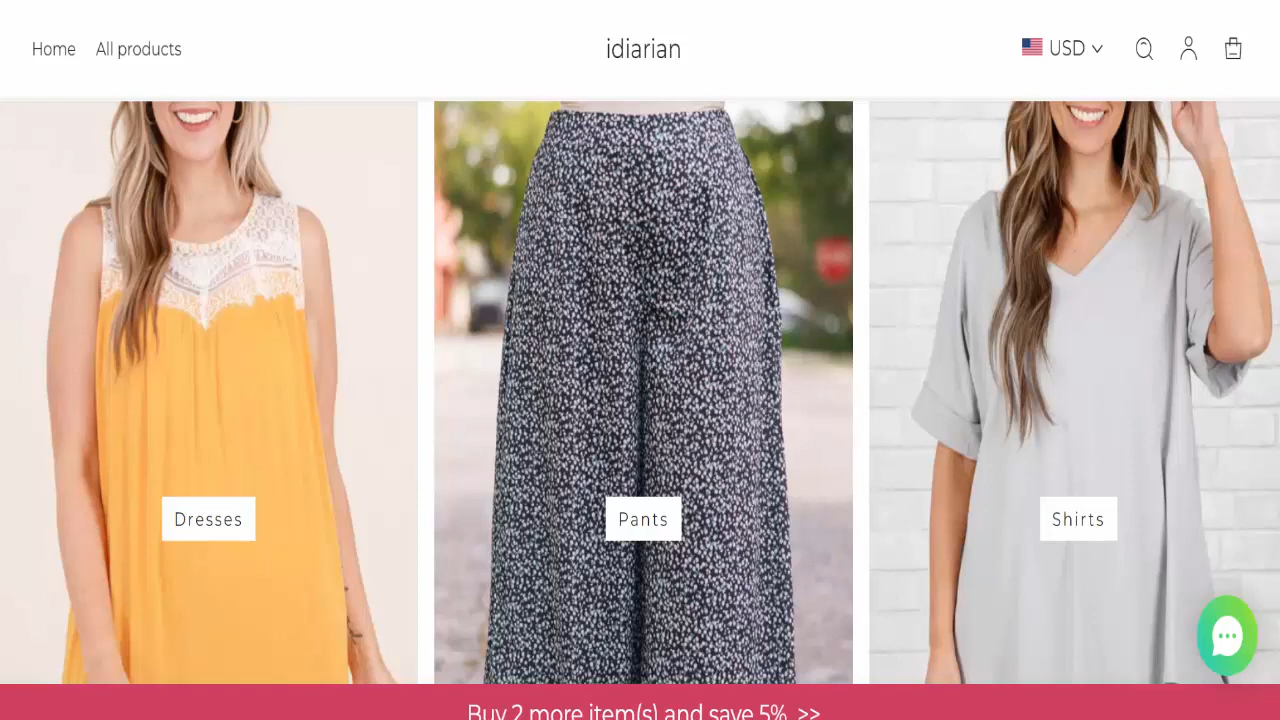 Home
All products
idiarian
USD
Dresses
Pants
Shirts
Buy 2 more item(s) and save 5% >>